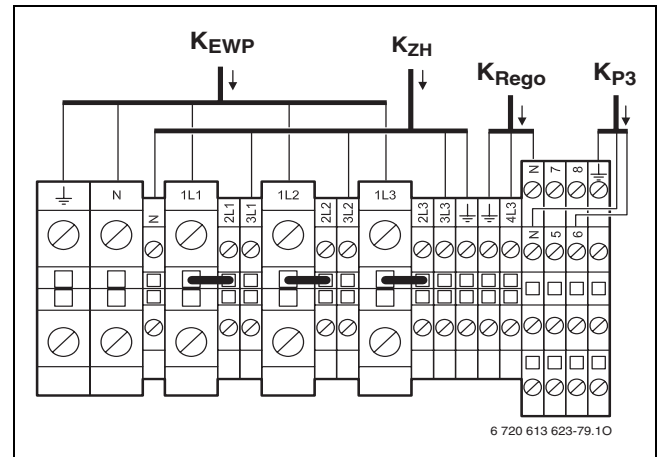 KEWP
KZH
KRego
KP3
N 7 8
N 1L1 1L2 1L3
N 2L1 3L1 2L2 3L2 2L3 3L3 4L3
N 5 6
6 720 613 623-79.1O